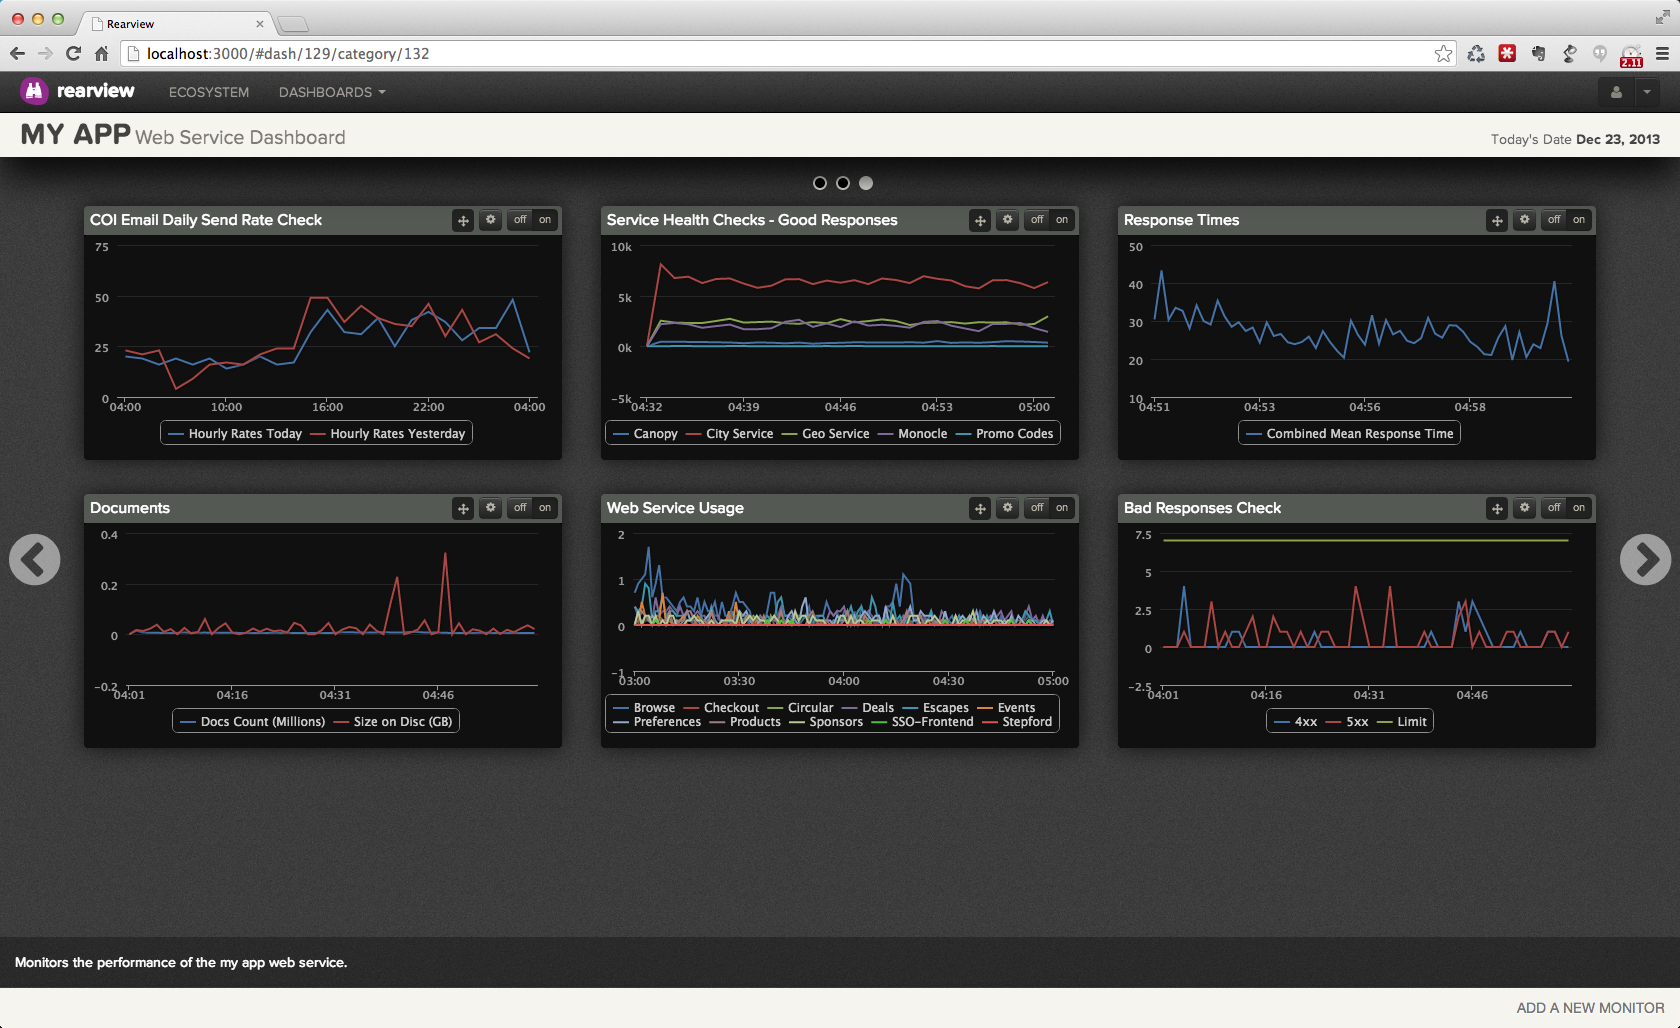 Rearview
localhost:3000/#dash/129/category/132
2.11
rearview ECOSYSTEM DASHBOARDS
MY APP Web Service Dashboard
Today's Date Dec 23, 2013
COI Email Daily Send Rate Check off on
75
50
25
0
04:00 10:00 16:00 22:00 04:00
Hourly Rates Today Hourly Rates Yesterday
Service Health Checks - Good Responses off on
10k
5k
0k
-5k
04:32 04:39 04:46 04:53 05:00
Canopy City Service Geo Service Monocle Promo Codes
Response Times off on
50
40
30
20
10
04:51 04:53 04:56 04:58
Combined Mean Response Time
Documents off on
0.4
0.2
0
-0.2
04:01 04:16 04:31 04:46
Docs Count (Millions) Size on Disc (GB)
Web Service Usage off on
2
1
0
-1
03:00 03:30 04:00 04:30 05:00
Browse Checkout Circular Deals Escapes Events
Preferences Products Sponsors SSO-Frontend Stepford
Bad Responses Check off on
7.5
5
2.5
0
-2.5
04:01 04:16 04:31 04:46
4xx 5xx Limit
Monitors the performance of the my app web service.
ADD A NEW MONITOR